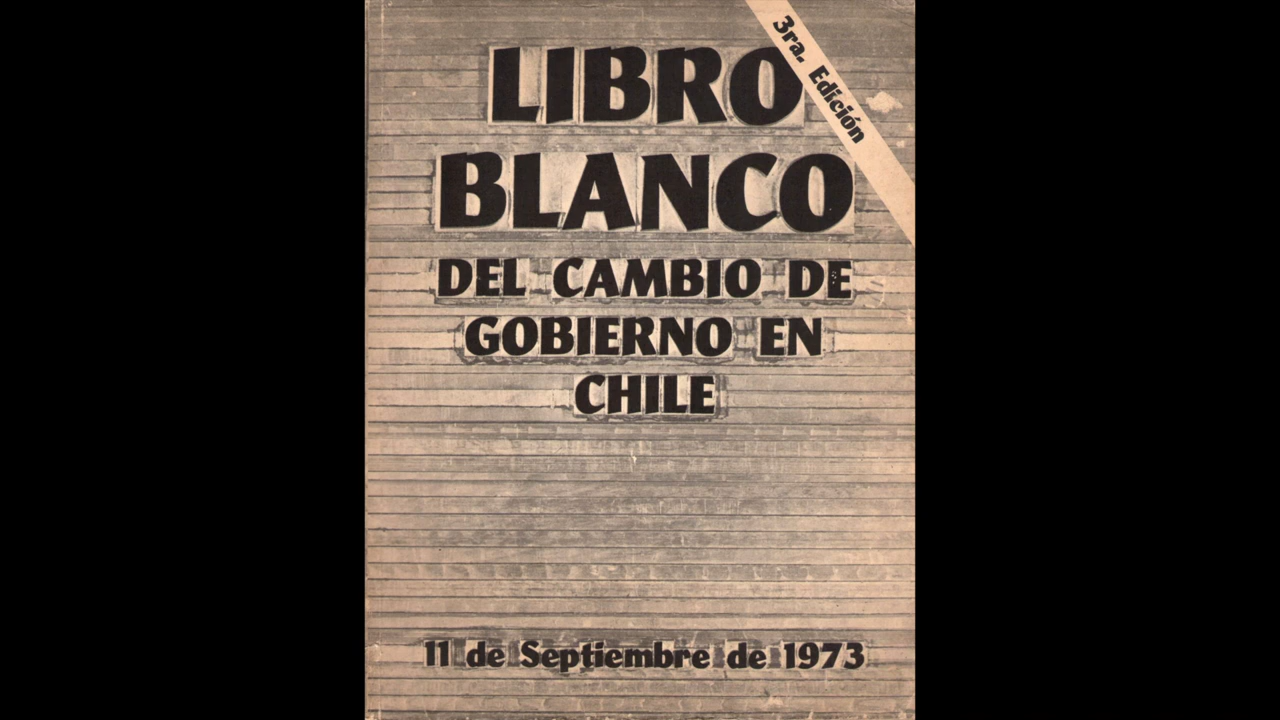 3ra. Edición
LIBRO
BLANCO
DEL CAMBIO DE
GOBIERNO EN
CHILE
11 de Septiembre de 1973